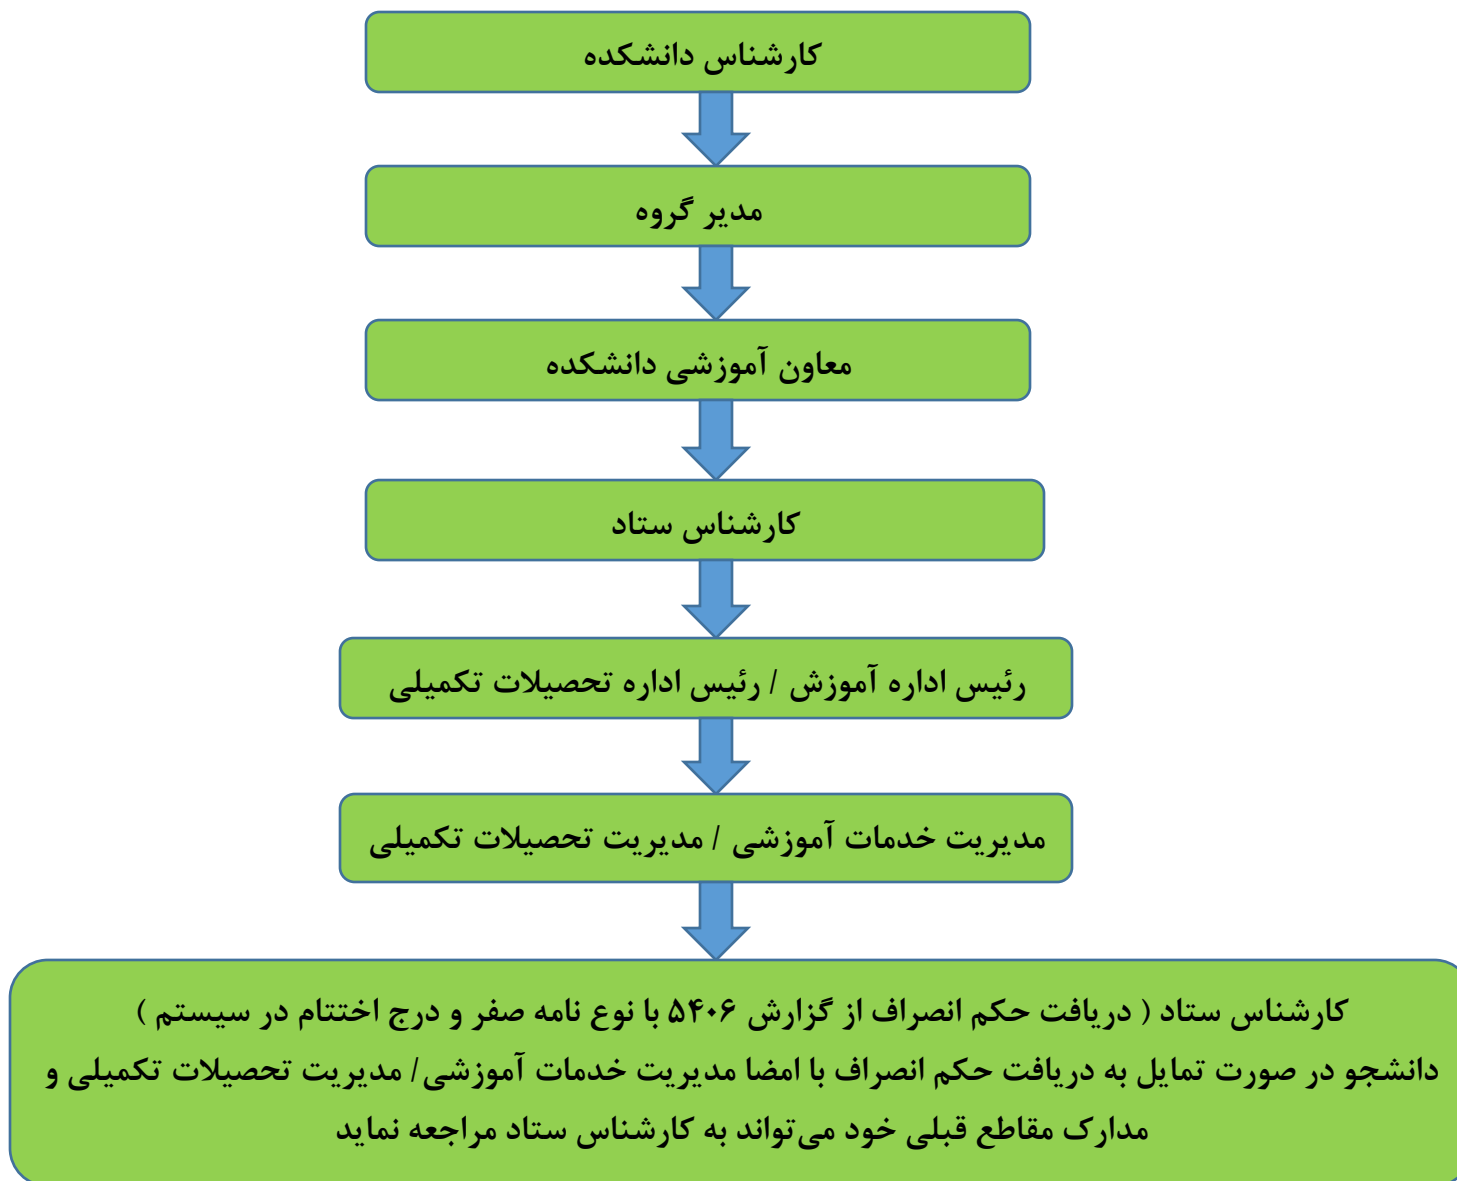 کارشناس دانشکده
مدیر گروه
معاون آموزشی دانشکده
کارشناس ستاد
رئیس اداره آموزش / رئیس اداره تحصیلات تکمیلی
مدیریت خدمات آموزشی / مدیریت تحصیلات تکمیلی
کارشناس ستاد ( دریافت حکم انصراف از گزارش ۵۴۰۶ با نوع نامه صفر و درج اختتام در سیستم )
دانشجو در صورت تمایل به دریافت حکم انصراف با امضا مدیریت خدمات آموزشی/ مدیریت تحصیلات تکمیلی و
مدارک مقاطع قبلی خود می‌تواند به کارشناس ستاد مراجعه نماید